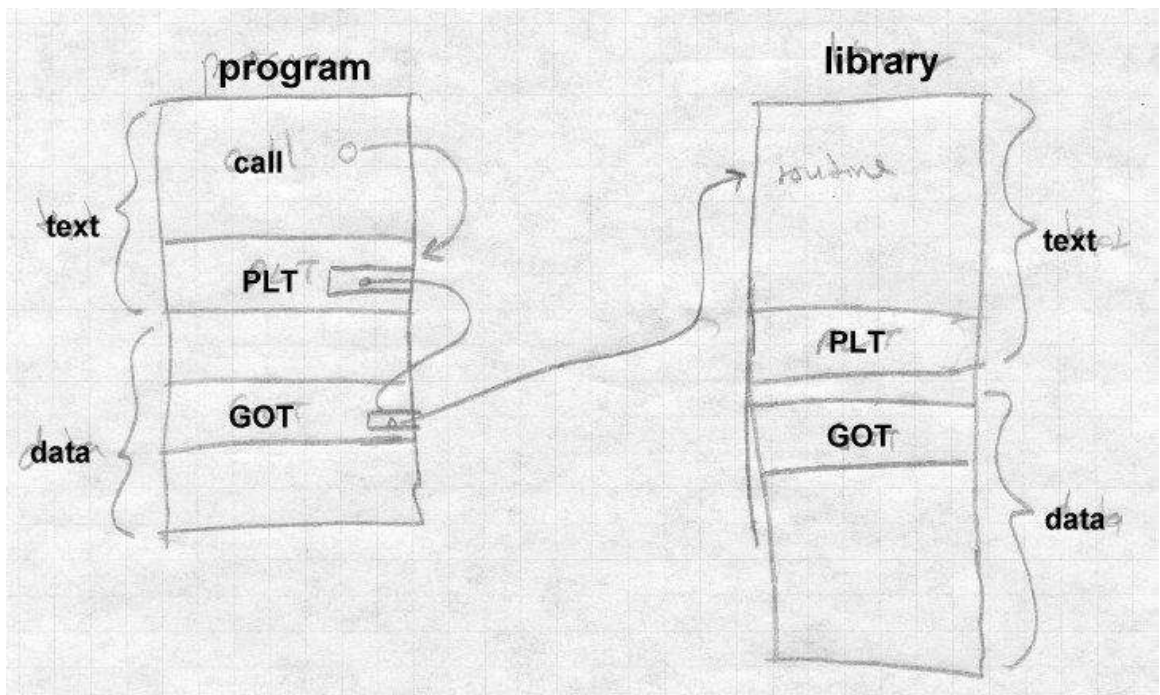 program
call
text
PLT
GOT
data
library
routine
text
PLT
GOT
data